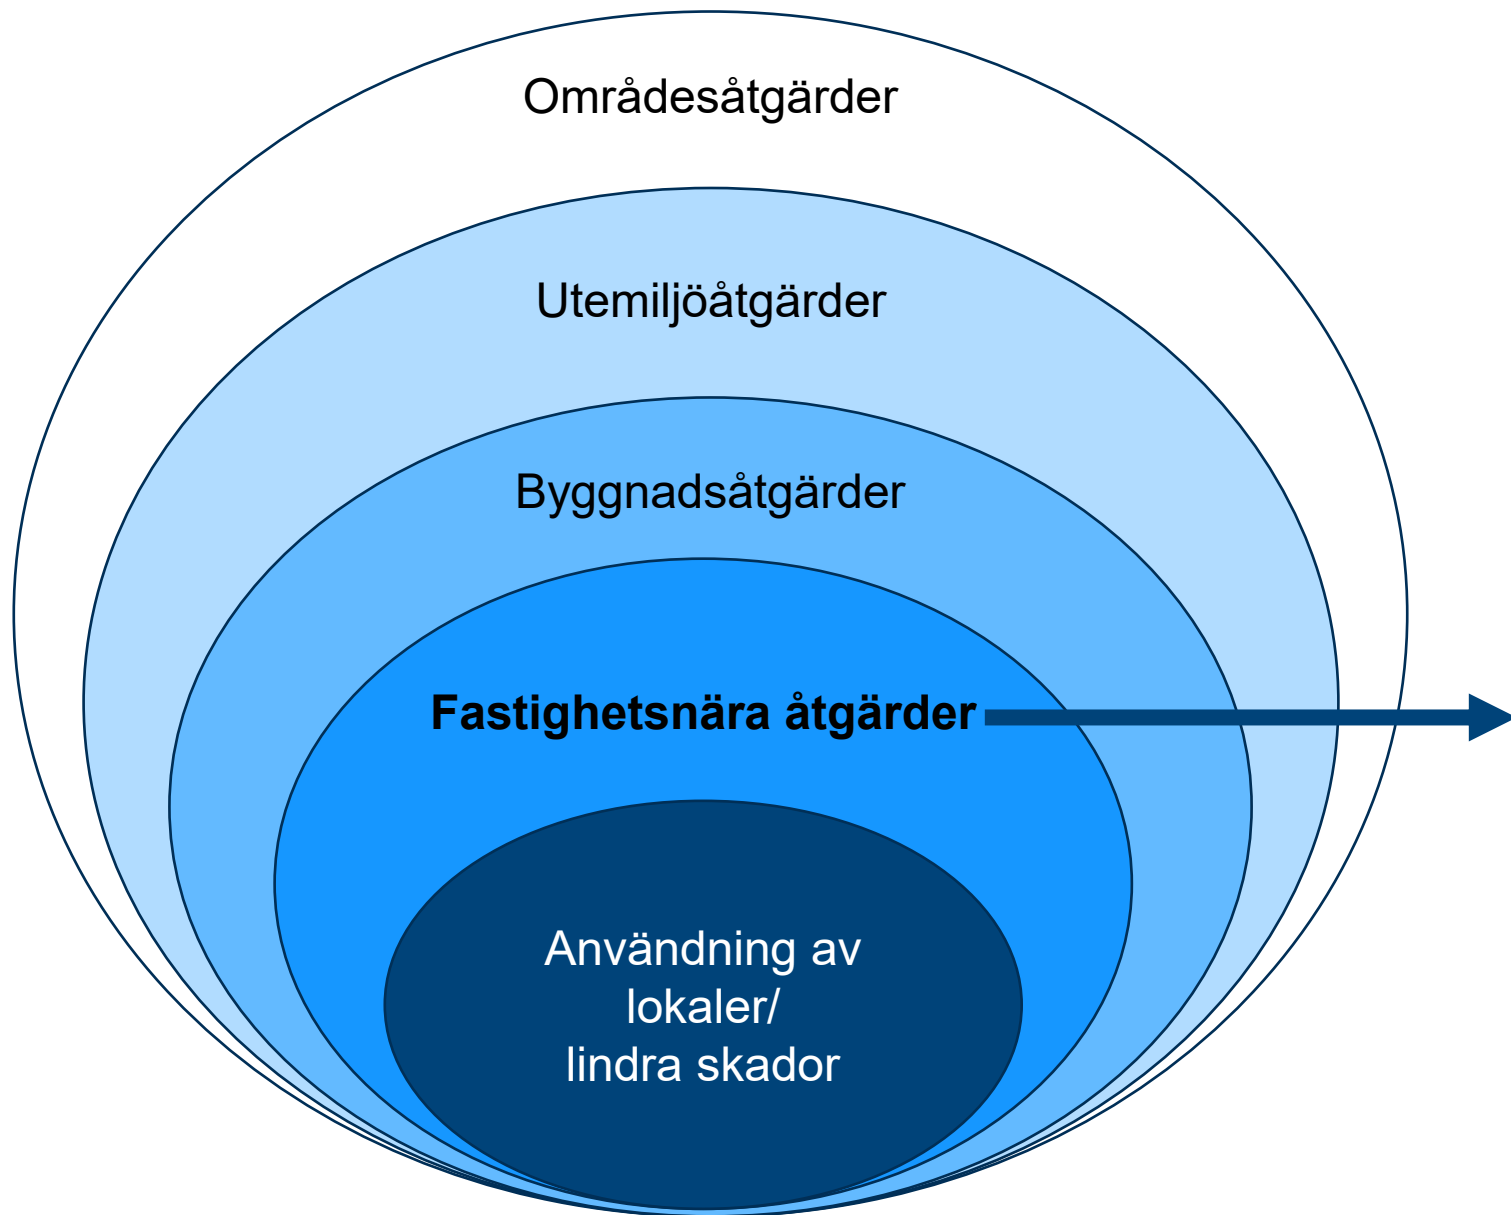 Områdesåtgärder
Utemiljöåtgärder
Byggnadsåtgärder
Fastighetsnära åtgärder
Användning av
lokaler/
lindra skador